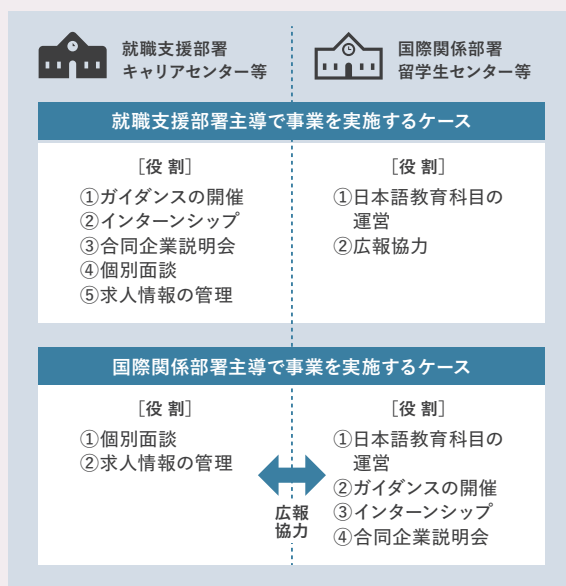 就職支援部署
キャリアセンター等
国際関係部署
留学生センター等
就職支援部署主導で事業を実施するケース
［役 割］
①ガイダンスの開催
②インターンシップ
③合同企業説明会
④個別面談
⑤求人情報の管理
［役 割］
①日本語教育科目の
運営
②広報協力
国際関係部署主導で事業を実施するケース
［役 割］
①個別面談
②求人情報の管理
広報
協力
［役 割］
①日本語教育科目の
運営
②ガイダンスの開催
③インターンシップ
④合同企業説明会